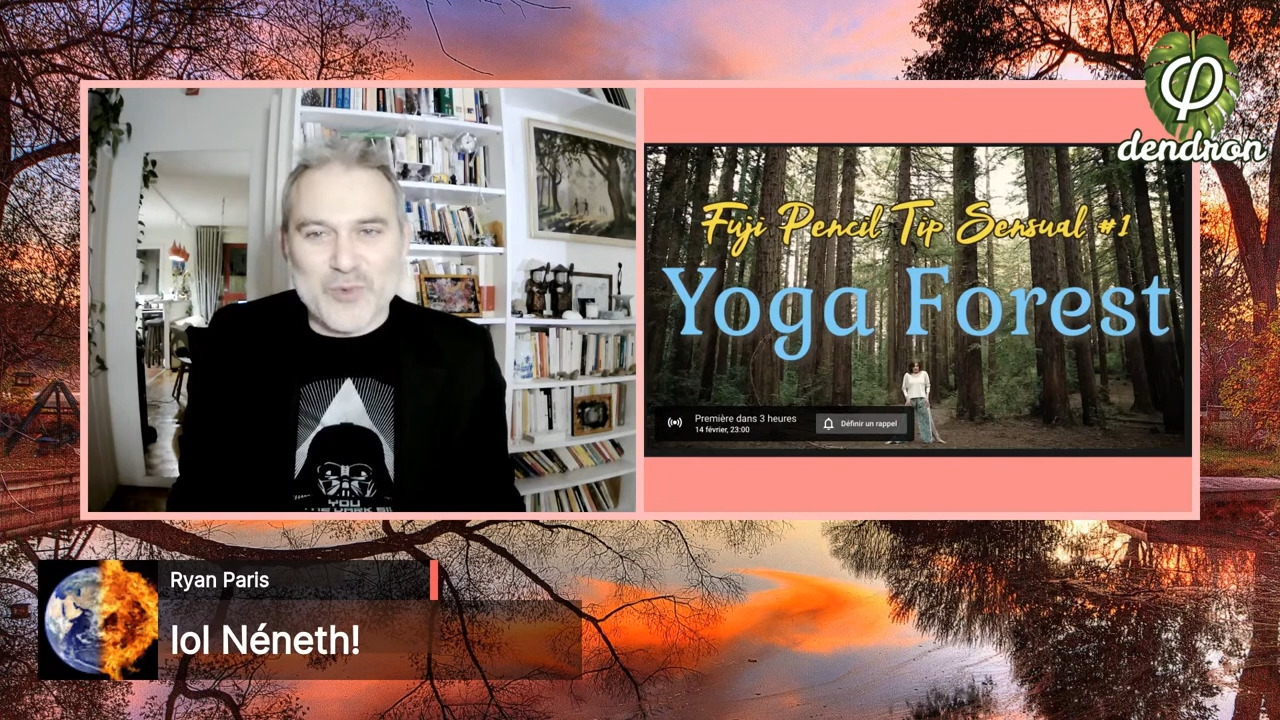 φ
dendron
Fuji Pencil Tip Sensual #1
Yoga Forest
Première dans 3 heures
14 février, 23:00
Définir un rappel
YOU
Ryan Paris
lol Néneth!